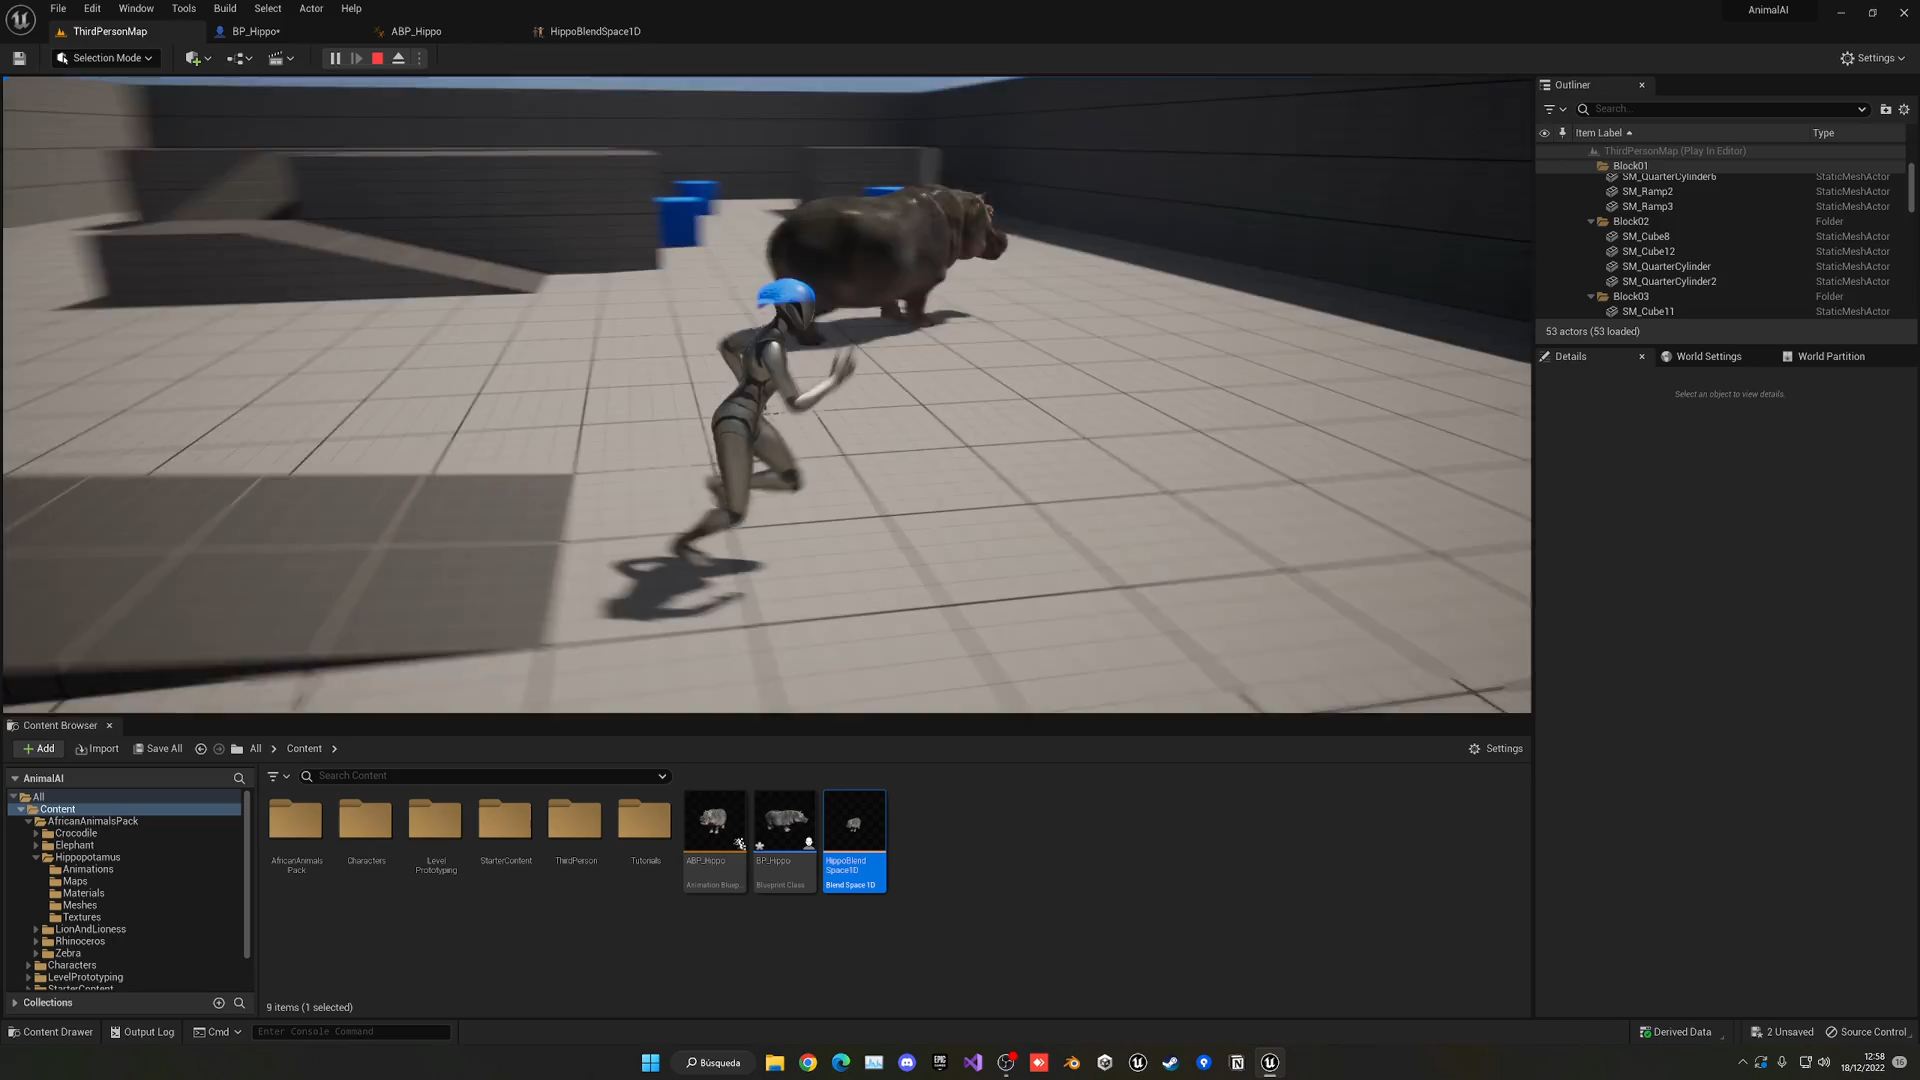 File Edit Window Tools Build Select Actor Help
AnimalAI
ThirdPersonMap
BP_Hippo*
ABP_Hippo
HippoBlendSpace1D
Selection Mode
Settings
Outliner
Search...
Item Label
Type
ThirdPersonMap (Play In Editor)
Block01
SM_QuarterCylinder6 StaticMeshActor
SM_Ramp2 StaticMeshActor
SM_Ramp3 StaticMeshActor
Block02 Folder
SM_Cube8 StaticMeshActor
SM_Cube12 StaticMeshActor
SM_QuarterCylinder StaticMeshActor
SM_QuarterCylinder2 StaticMeshActor
Block03 Folder
SM_Cube11 StaticMeshActor
53 actors (53 loaded)
Details
World Settings
World Partition
Select an object to view details.
Content Browser
Add Import Save All All Content
Settings
AnimalAI
Search Content
All
Content
AfricanAnimalsPack
Crocodile
Elephant
Hippopotamus
Animations
Maps
Materials
Meshes
Textures
LionAndLioness
Rhinoceros
Zebra
Characters
LevelPrototyping
StarterContent
AfricanAnimals
Pack
Characters
Level
Prototyping
StarterContent
ThirdPerson
Tutorials
ABP_Hippo
Animation Bluep..
BP_Hippo
Blueprint Class
HippoBlend
Space1D
Blend Space 1D
Collections
9 items (1 selected)
Content Drawer
Output Log
Cmd
Enter Console Command
Derived Data
2 Unsaved
Source Control
Búsqueda
12:58
18/12/2022
16